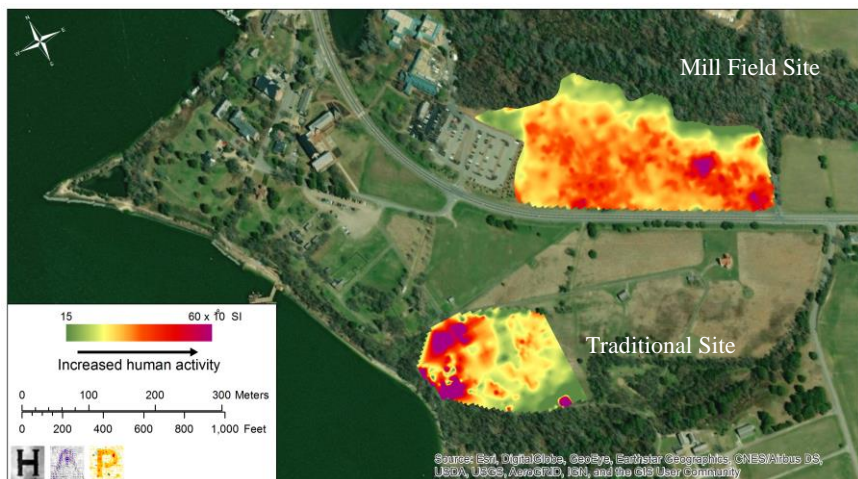 Mill Field Site
Traditional Site
15 60 x 10 SI
Increased human activity
0 100 200 300 Meters
0 200 400 600 800 1,000 Feet
H A P
Source: Esri, DigitalGlobe, GeoEye, Earthstar Geographics, CNES/Airbus DS,
USDA, USGS, AeroGRID, IGN, and the GIS User Community